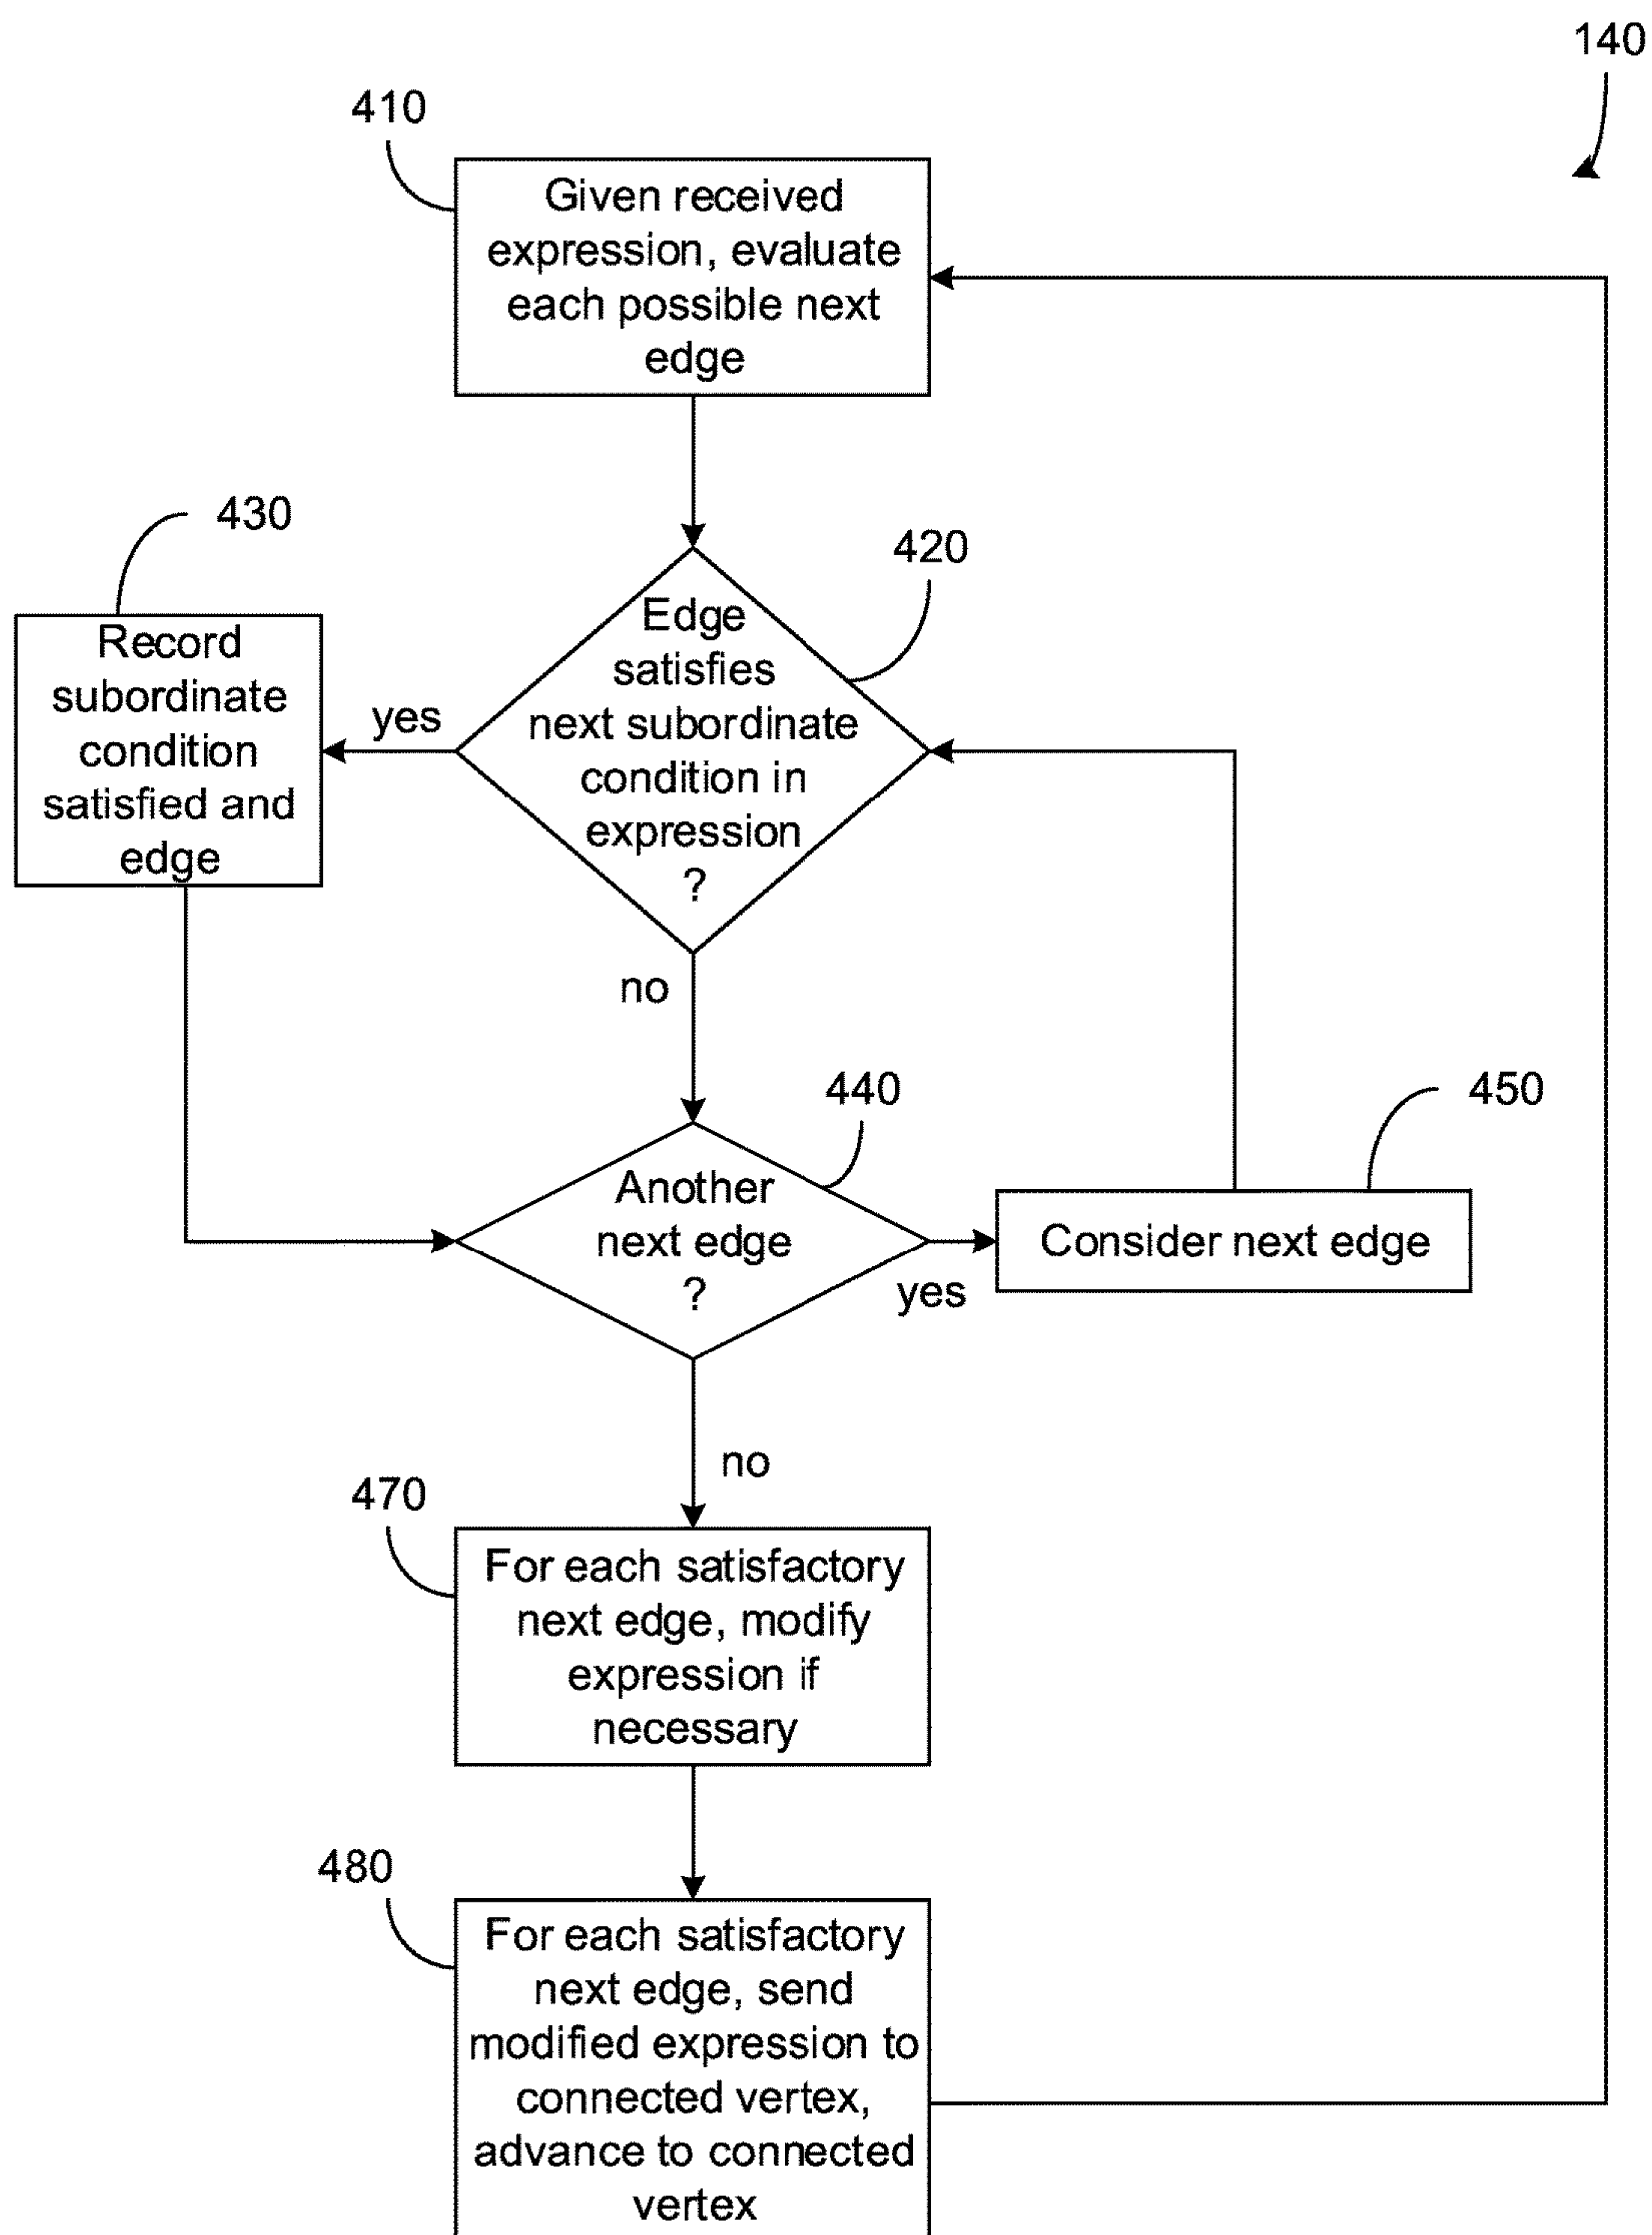 140
410
Given received
expression, evaluate
each possible next
edge
430
420
Record
subordinate
condition
satisfied and
edge
yes
Edge
satisfies
next subordinate
condition in
expression
?
no
440
450
Another
next edge
?
yes
Consider next edge
no
470
For each satisfactory
next edge, modify
expression if
necessary
480
For each satisfactory
next edge, send
modified expression to
connected vertex,
advance to connected
vertex